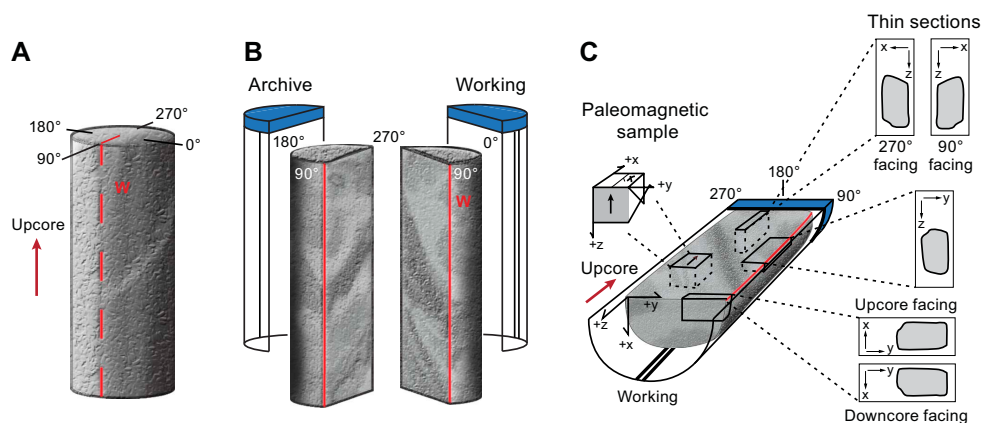 A
180°
270°
90°
0°
W
Upcore
B
Archive
Working
180°
270°
0°
90°
90°
W
C
Thin sections
x
z
x
z
270°
facing
90°
facing
Paleomagnetic
sample
+x
+y
+z
270°
180°
90°
y
z
Upcore
+y
+z
+x
Working
Upcore facing
x
y
y
x
Downcore facing